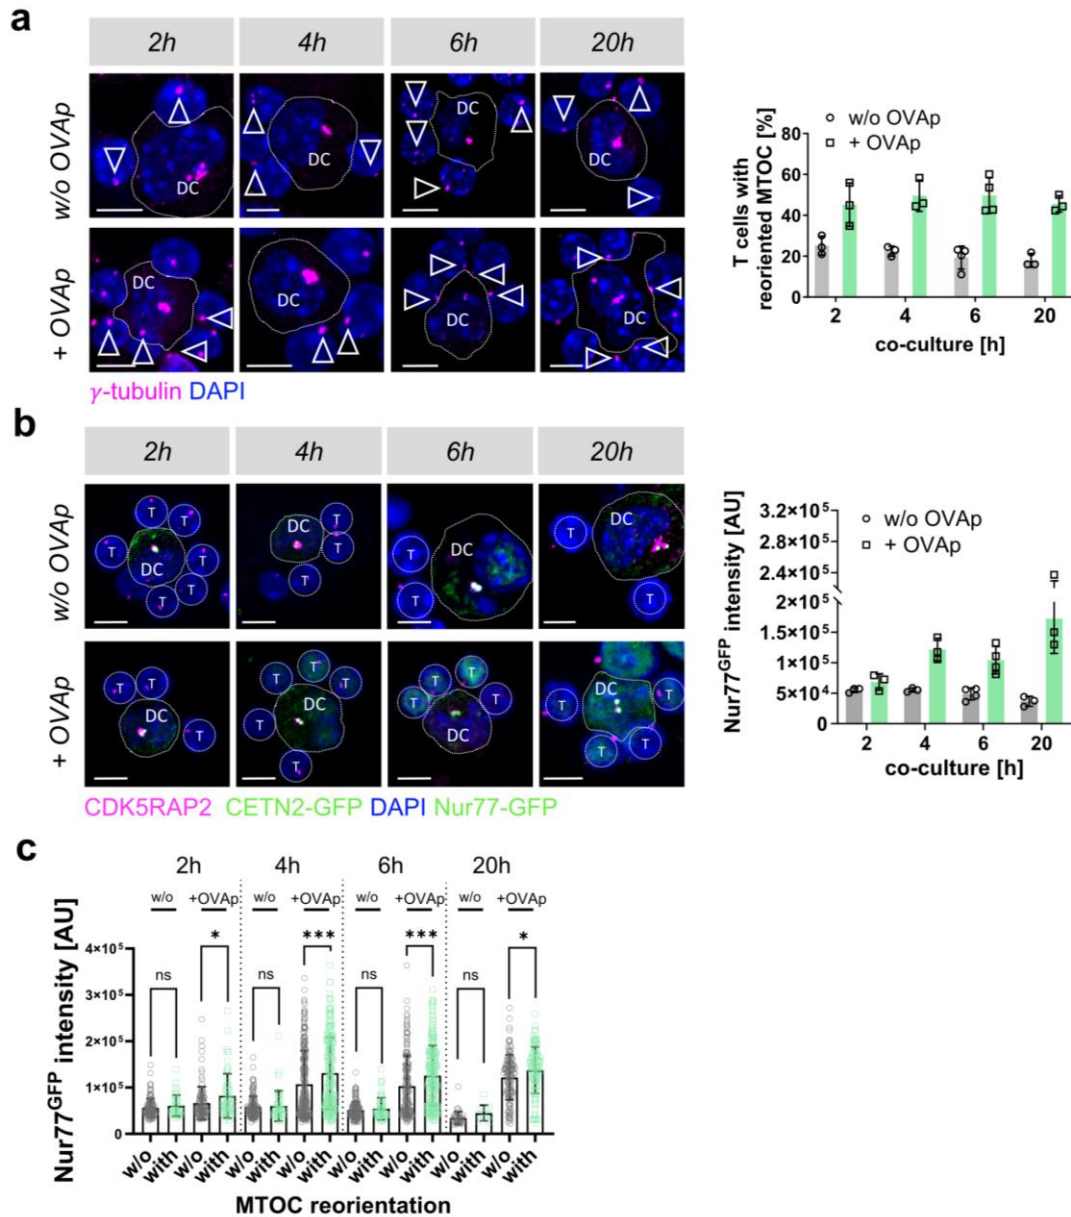 a
2h 4h 6h 20h
w/o OVAp
DC DC DC DC
+ OVAp
DC DC DC DC
γ-tubulin DAPI
T cells with
reoriented MTOC [%]
w/o OVAp
+ OVAp
80
60
40
20
0
2 4 6 20
co-culture [h]
b
2h 4h 6h 20h
w/o OVAp
T T T T T T T DC
DC T T T
DC T T
DC T T
+ OVAp
T T T DC T
T T T DC T T
T T T T DC
DC T T T
CDK5RAP2 CETN2-GFP DAPI Nur77-GFP
Nur77GFP intensity [AU]
w/o OVAp
+ OVAp
3.2×10⁵
2.8×10⁵
2.4×10⁵
2×10⁵
1.5×10⁵
1×10⁵
5×10⁴
0
2 4 6 20
co-culture [h]
c
2h 4h 6h 20h
w/o +OVAp w/o +OVAp w/o +OVAp w/o +OVAp
ns * ns *** ns *** ns *
Nur77GFP intensity [AU]
4×10⁵
3×10⁵
2×10⁵
1×10⁵
0
w/o with w/o with w/o with w/o with w/o with w/o with w/o with w/o with
MTOC reorientation